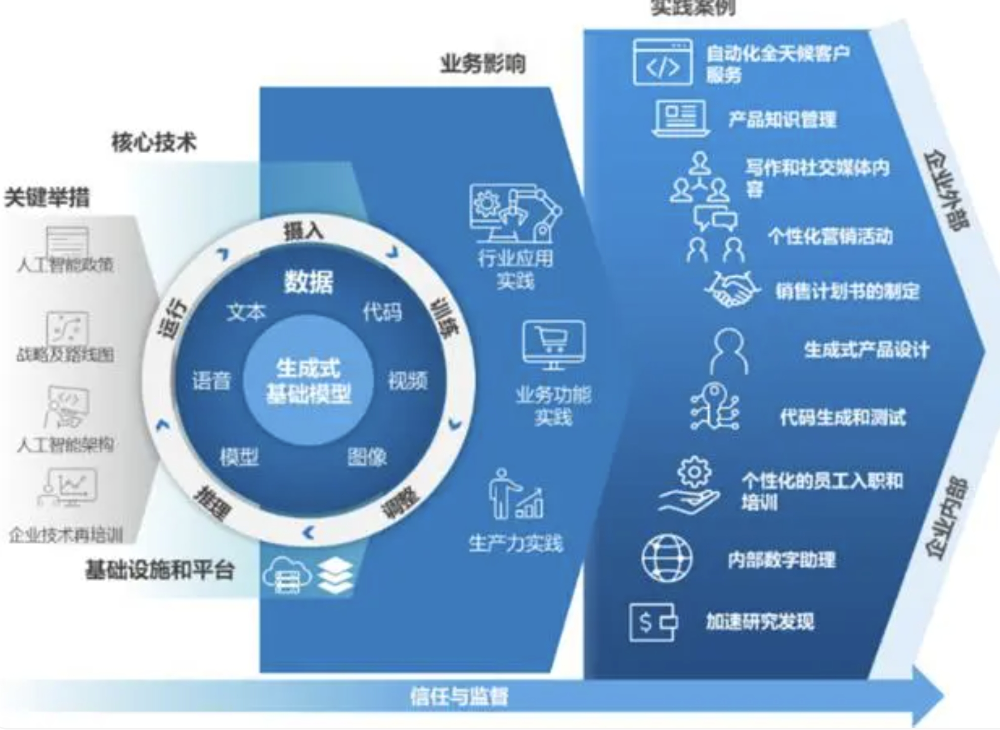 实践案例
业务影响
核心技术
关键举措
人工智能政策
战略及路线图
人工智能架构
企业技术再培训
基础设施和平台
摄入
训练
调整
推理
运行
数据
文本
代码
语音
视频
模型
图像
生成式
基础模型
行业应用
实践
业务功能
实践
生产力实践
</>
自动化全天候客户
服务
产品知识管理
写作和社交媒体内
容
个性化营销活动
销售计划书的制定
生成式产品设计
代码生成和测试
个性化的员工入职和
培训
内部数字助理
$
加速研究发现
企业外部
企业内部
信任与监督